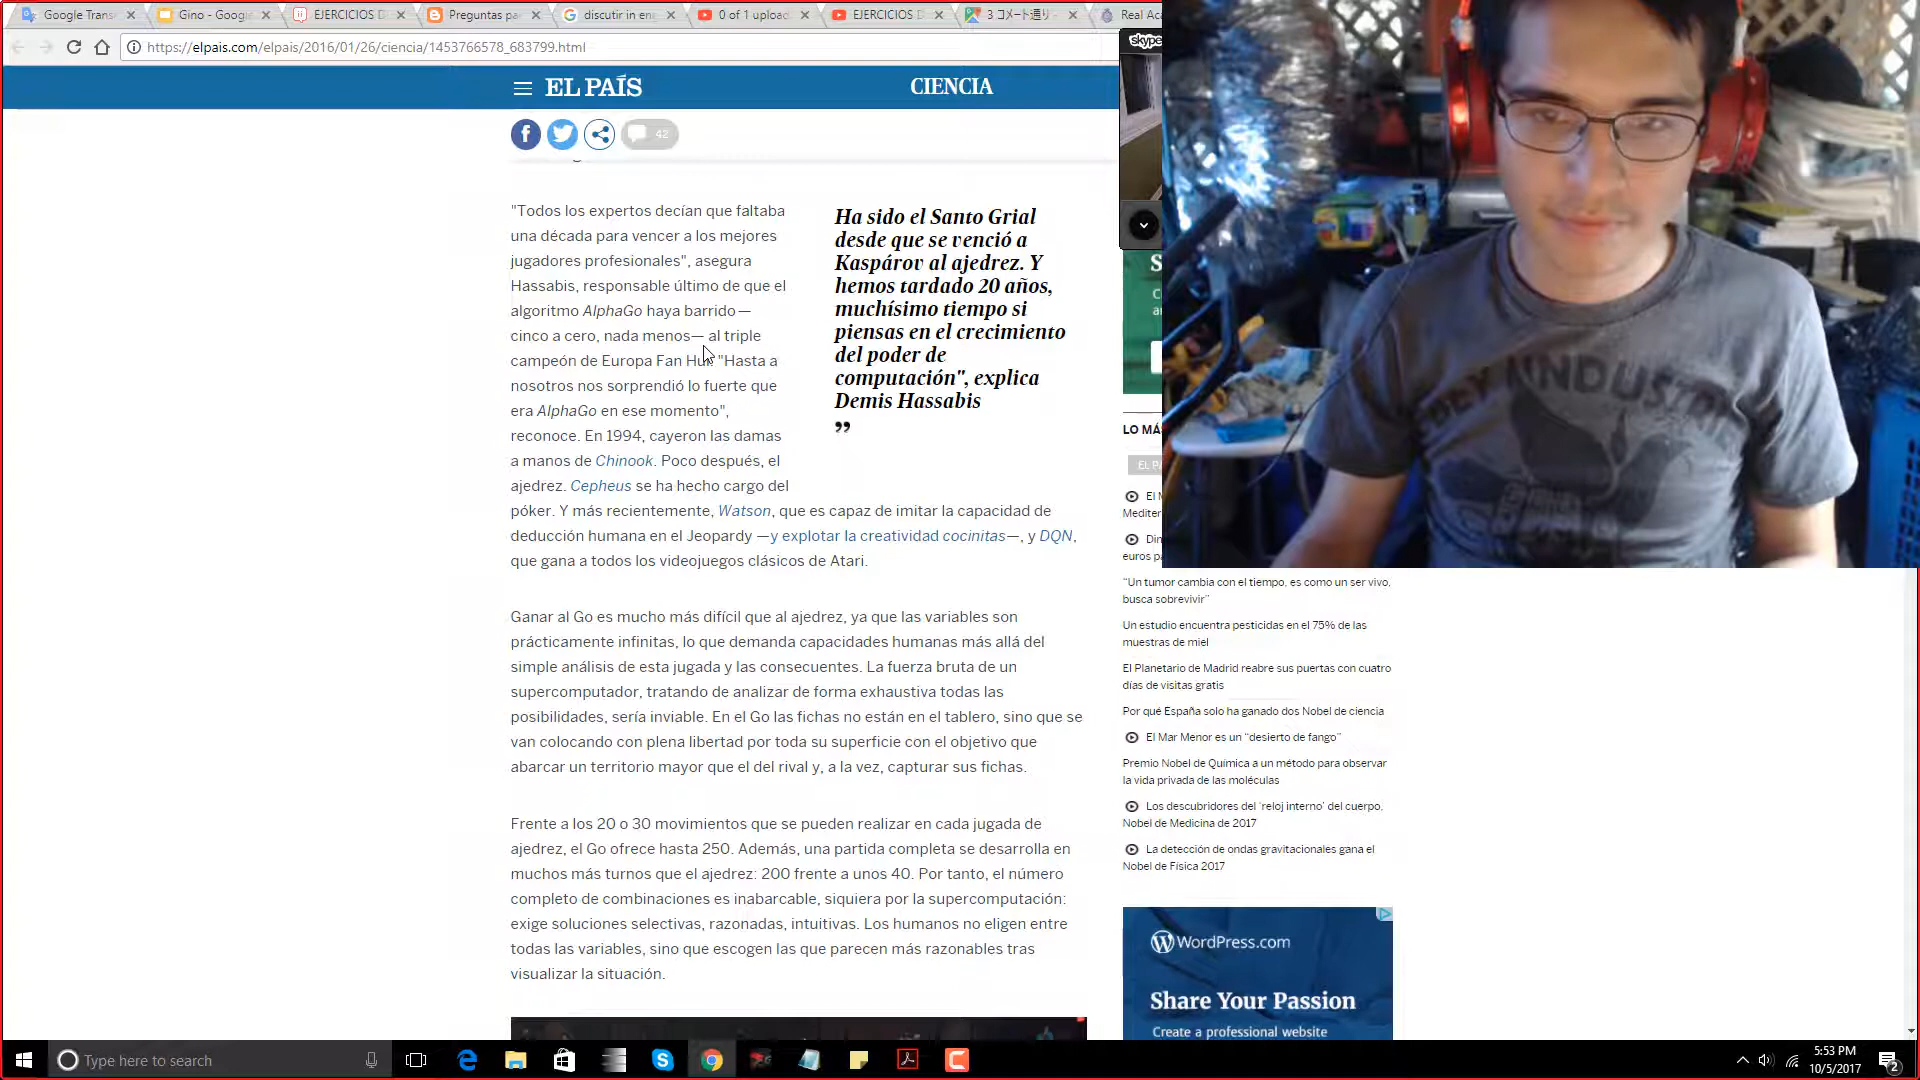 Google Trans
Gino - Google
EJERCICIOS D
Preguntas pa
discutir in en
0 of 1 upload
EJERCICIOS D
3 コメート通り -
Real Ac
https://elpais.com/elpais/2016/01/26/ciencia/1453766578_683799.html
skype
EL PAÍS
CIENCIA
42
"Todos los expertos decían que faltaba
una década para vencer a los mejores
jugadores profesionales", asegura
Hassabis, responsable último de que el
algoritmo AlphaGo haya barrido —
cinco a cero, nada menos— al triple
campeón de Europa Fan Hui. "Hasta a
nosotros nos sorprendió lo fuerte que
era AlphaGo en ese momento",
reconoce. En 1994, cayeron las damas
a manos de Chinook. Poco después, el
ajedrez. Cepheus se ha hecho cargo del
póker. Y más recientemente, Watson, que es capaz de imitar la capacidad de
deducción humana en el Jeopardy —y explotar la creatividad cocinitas—, y DQN,
que gana a todos los videojuegos clásicos de Atari.
Ha sido el Santo Grial
desde que se venció a
Kaspárov al ajedrez. Y
hemos tardado 20 años,
muchísimo tiempo si
piensas en el crecimiento
del poder de
computación", explica
Demis Hassabis
”
Ganar al Go es mucho más difícil que al ajedrez, ya que las variables son
prácticamente infinitas, lo que demanda capacidades humanas más allá del
simple análisis de esta jugada y las consecuentes. La fuerza bruta de un
supercomputador, tratando de analizar de forma exhaustiva todas las
posibilidades, sería inviable. En el Go las fichas no están en el tablero, sino que se
van colocando con plena libertad por toda su superficie con el objetivo que
abarcar un territorio mayor que el del rival y, a la vez, capturar sus fichas.
Frente a los 20 o 30 movimientos que se pueden realizar en cada jugada de
ajedrez, el Go ofrece hasta 250. Además, una partida completa se desarrolla en
muchos más turnos que el ajedrez: 200 frente a unos 40. Por tanto, el número
completo de combinaciones es inabarcable, siquiera por la supercomputación:
exige soluciones selectivas, razonadas, intuitivas. Los humanos no eligen entre
todas las variables, sino que escogen las que parecen más razonables tras
visualizar la situación.
S
LO MÁ
EL PA
El M
Mediter
Din
euros pa
"Un tumor cambia con el tiempo, es como un ser vivo,
busca sobrevivir"
Un estudio encuentra pesticidas en el 75% de las
muestras de miel
El Planetario de Madrid reabre sus puertas con cuatro
días de visitas gratis
Por qué España solo ha ganado dos Nobel de ciencia
El Mar Menor es un "desierto de fango"
Premio Nobel de Química a un método para observar
la vida privada de las moléculas
Los descubridores del 'reloj interno' del cuerpo,
Nobel de Medicina de 2017
La detección de ondas gravitacionales gana el
Nobel de Física 2017
WordPress.com
Share Your Passion
Create a professional website
Type here to search
5:53 PM
10/5/2017
2